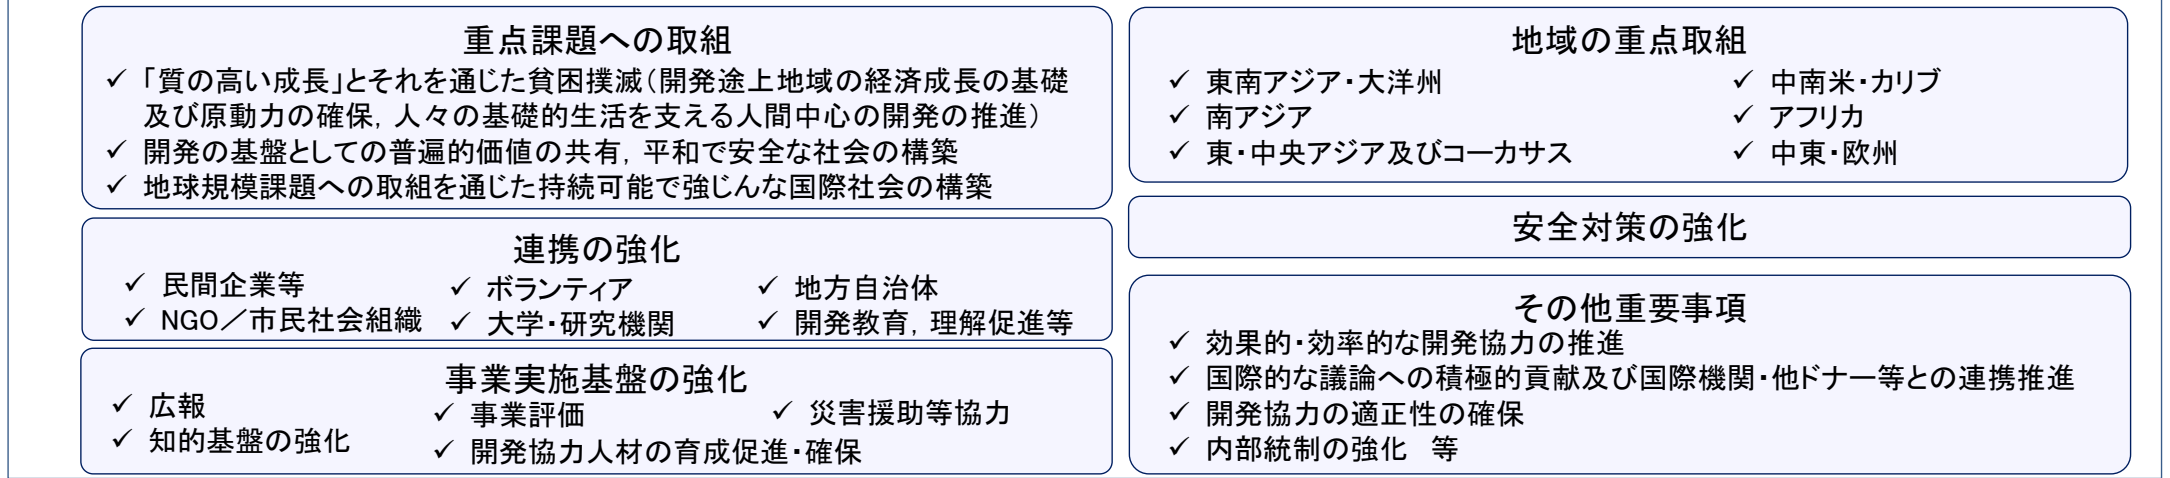 重点課題への取組
✓ 「質の高い成長」とそれを通じた貧困撲滅（開発途上地域の経済成長の基礎
及び原動力の確保，人々の基礎的生活を支える人間中心の開発の推進）
✓ 開発の基盤としての普遍的価値の共有，平和で安全な社会の構築
✓ 地球規模課題への取組を通じた持続可能で強じんな国際社会の構築
連携の強化
✓ 民間企業等
✓ NGO／市民社会組織
✓ ボランティア
✓ 大学・研究機関
✓ 地方自治体
✓ 開発教育，理解促進等
事業実施基盤の強化
✓ 広報
✓ 知的基盤の強化
✓ 事業評価
✓ 災害援助等協力
✓ 開発協力人材の育成促進・確保
地域の重点取組
✓ 東南アジア・大洋州
✓ 南アジア
✓ 東・中央アジア及びコーカサス
✓ 中南米・カリブ
✓ アフリカ
✓ 中東・欧州
安全対策の強化
その他重要事項
✓ 効果的・効率的な開発協力の推進
✓ 国際的な議論への積極的貢献及び国際機関・他ドナー等との連携推進
✓ 開発協力の適正性の確保
✓ 内部統制の強化　等